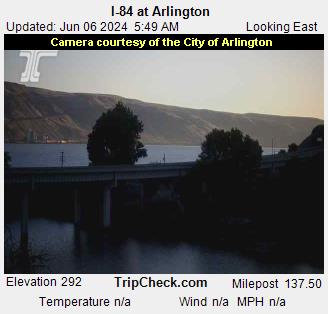 I-84 at Arlington
Updated: Jun 06 2024 5:49 AM Looking East
Camera courtesy of the City of Arlington
Elevation 292 TripCheck.com Milepost 137.50
Temperature n/a Wind n/a MPH n/a